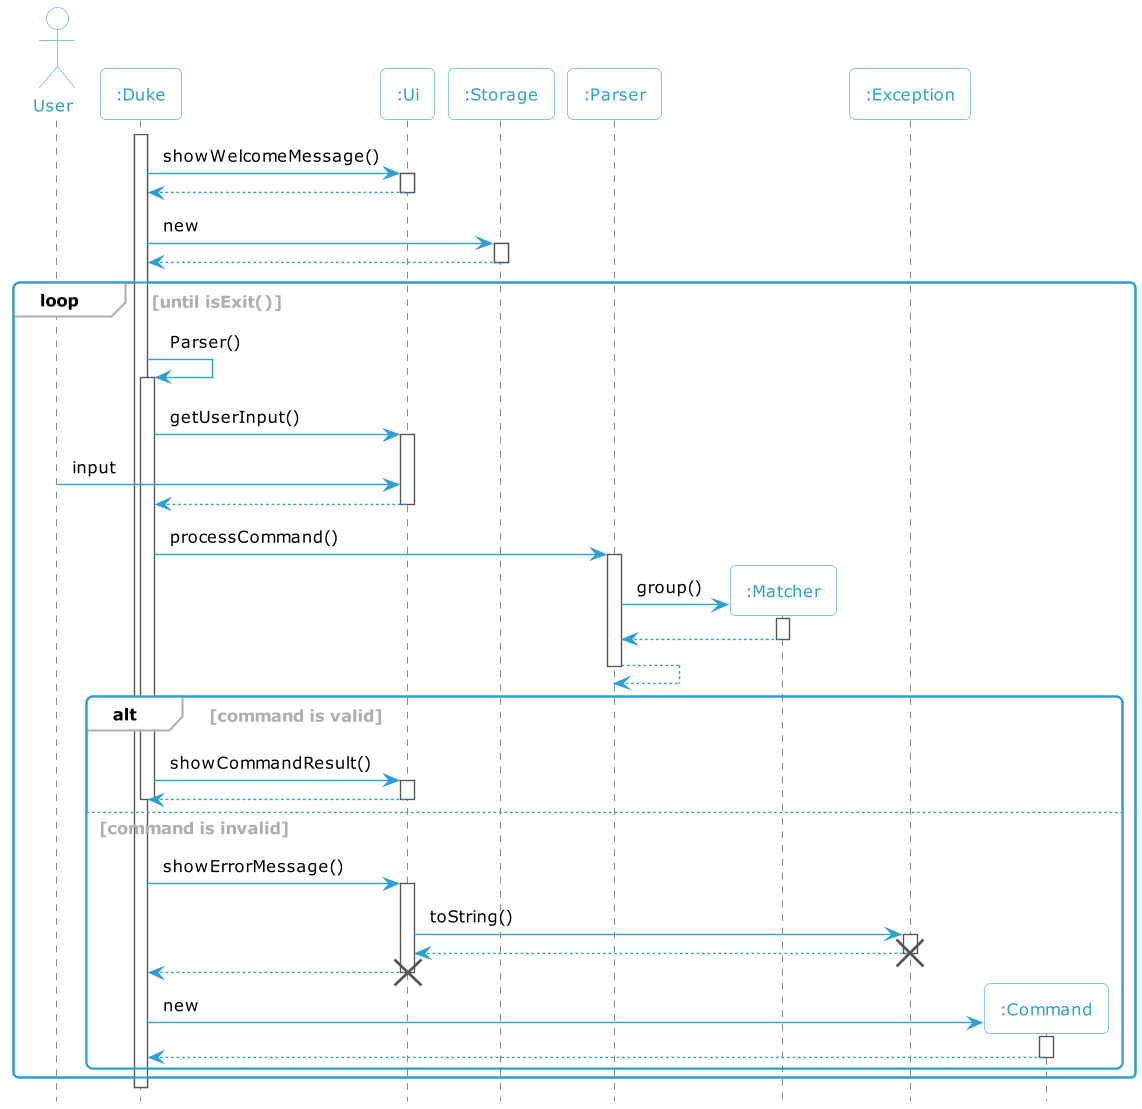 User
:Duke
:Ui
:Storage
:Parser
:Exception
showWelcomeMessage()
new
loop
[until isExit()]
Parser()
getUserInput()
input
processCommand()
group()
:Matcher
alt
[command is valid]
showCommandResult()
[command is invalid]
showErrorMessage()
toString()
new
:Command